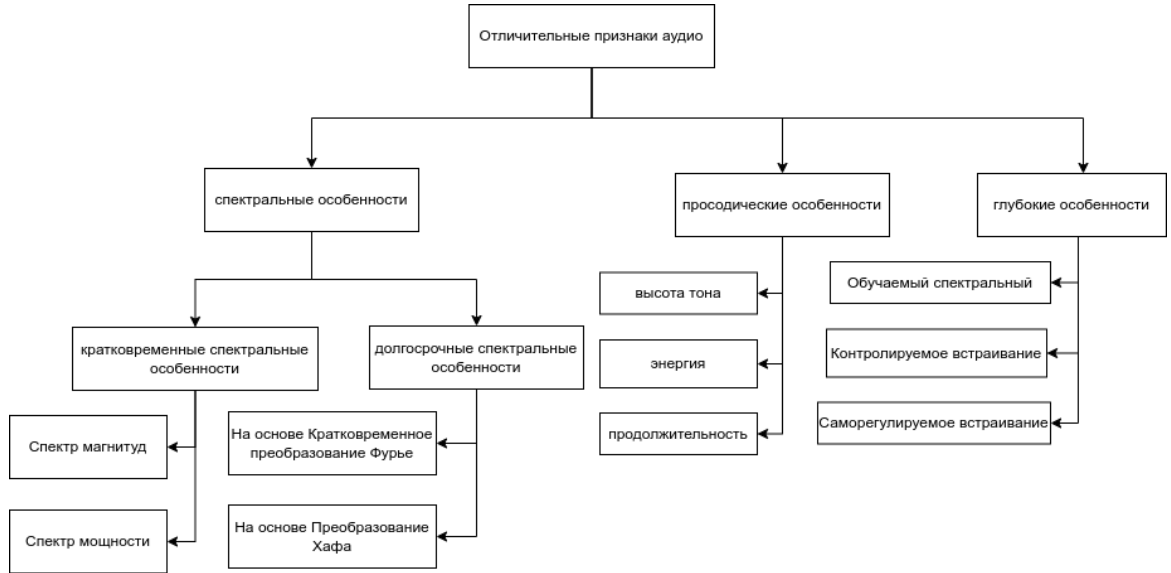 Отличительные признаки аудио
спектральные особенности
просодические особенности
глубокие особенности
кратковременные спектральные
особенности
долгосрочные спектральные
особенности
высота тона
Обучаемый спектральный
энергия
Контролируемое встраивание
продолжительность
Саморегулируемое встраивание
Спектр магнитуд
На основе Кратковременное
преобразование Фурье
Спектр мощности
На основе Преобразование
Хафа